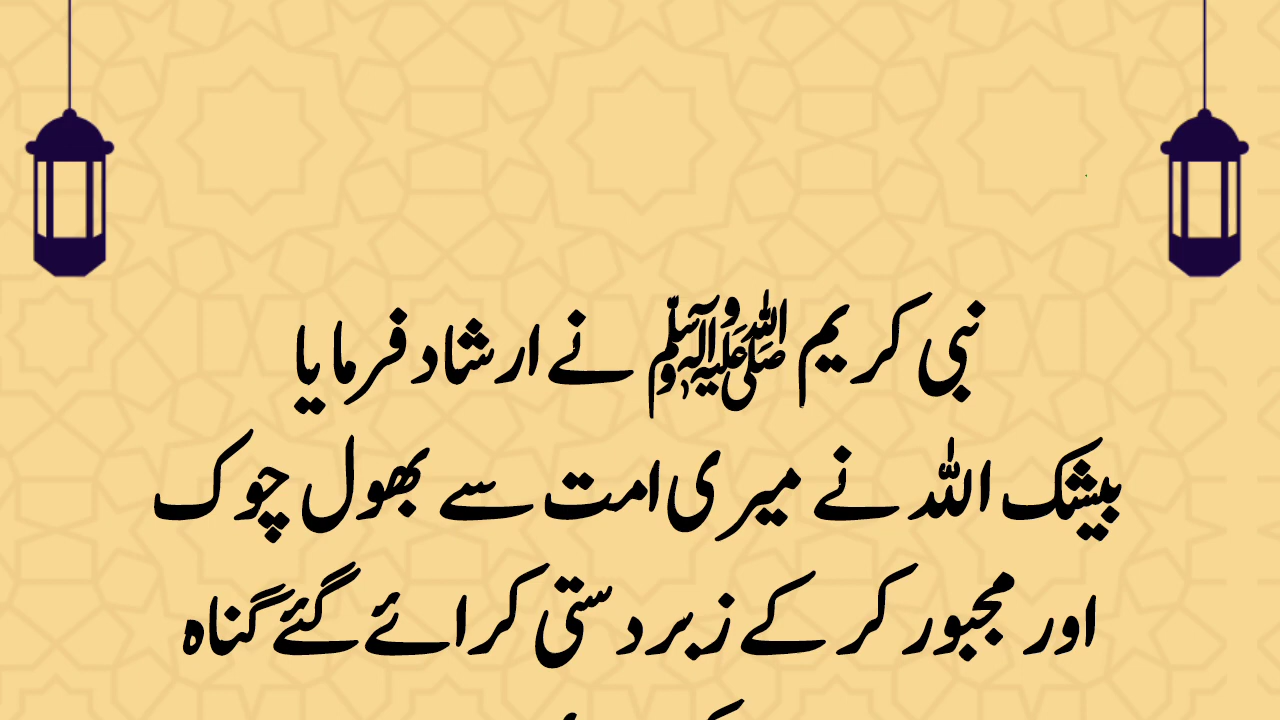 نبی کریم ﷺ نے ارشاد فرمایا
بیشک اللہ نے میری امت سے بھول چوک
اور مجبور کر کے زبردستی کرائے گئے گناہ